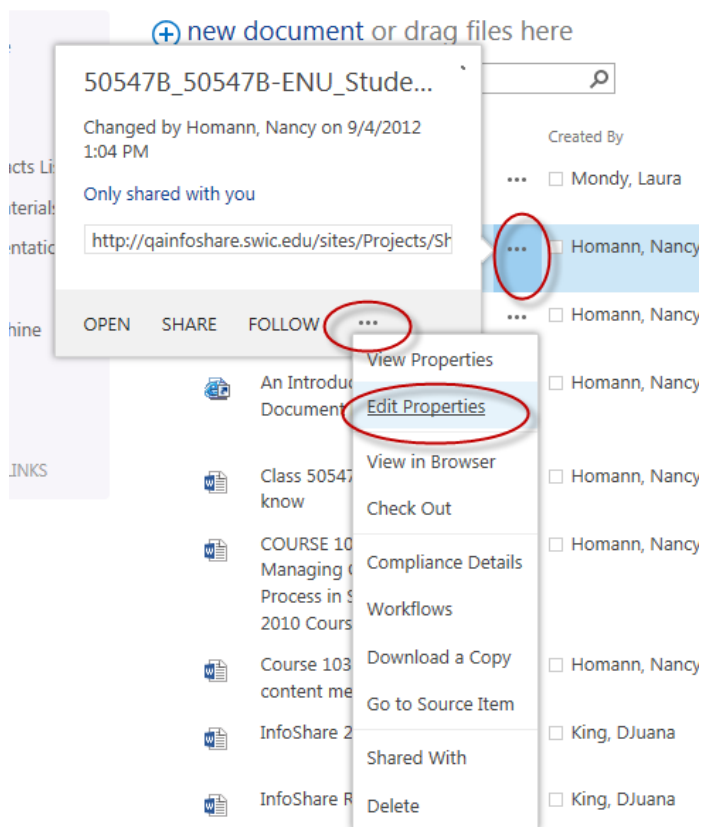 new document or drag files here
50547B_50547B-ENU_Stude...
Changed by Homann, Nancy on 9/4/2012
1:04 PM
Only shared with you
http://qainfoshare.swic.edu/sites/Projects/Sh
OPEN SHARE FOLLOW ...
Created By
... Mondy, Laura
... Homann, Nancy
... Homann, Nancy
View Properties
Edit Properties
View in Browser
Check Out
Compliance Details
Workflows
Download a Copy
Go to Source Item
Shared With
Delete
An Introduc
Document
Homann, Nancy
Class 50547
know
Homann, Nancy
COURSE 10
Managing
Process in S
2010 Cours
Homann, Nancy
Course 103
content me
Homann, Nancy
InfoShare 2
King, DJuana
InfoShare R
King, DJuana
acts Li
aterials
entatio
hine
LINKS